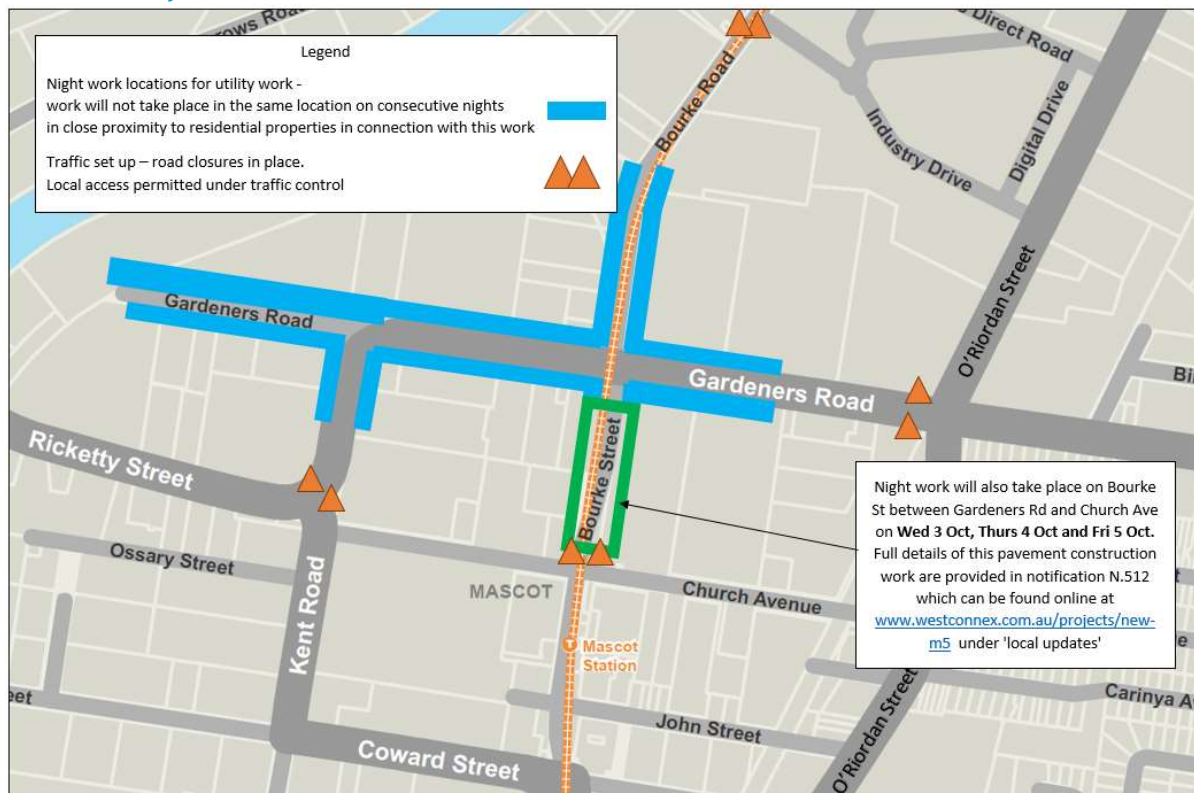 Legend
Night work locations for utility work -
work will not take place in the same location on consecutive nights
in close proximity to residential properties in connection with this work
Traffic set up – road closures in place.
Local access permitted under traffic control
Bourke Road
Direct Road
Industry Drive
Digital Drive
O'Riordan Street
Gardeners Road
Gardeners Road
Bourke Street
Ricketty Street
Ossary Street
Kent Road
MASCOT
Church Avenue
Mascot
Station
John Street
Coward Street
O'Riordan Street
Night work will also take place on Bourke
St between Gardeners Rd and Church Ave
on Wed 3 Oct, Thurs 4 Oct and Fri 5 Oct.
Full details of this pavement construction
work are provided in notification N.512
which can be found online at
www.westconnex.com.au/projects/new-
m5 under 'local updates'